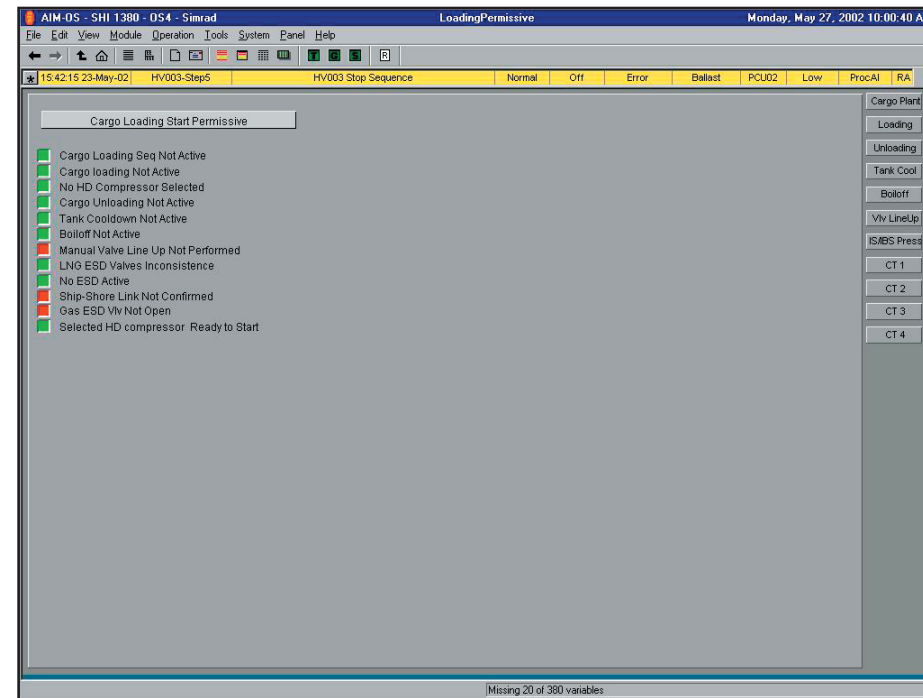 AIM-OS - SHI 1380 - OS4 - Simrad LoadingPermissive Monday, May 27, 2002 10:00:40 A
File Edit View Module Operation Tools System Panel Help
T G S R
* 15:42:15 23-May-02 HV003-Step5 HV003 Stop Sequence Normal Off Error Ballast PCU02 Low ProcAl RA
Cargo Plant
Cargo Loading Start Permissive
Loading
Unloading
Tank Cool
Boiloff
Vlv LineUp
IS/IBS Press
CT 1
CT 2
CT 3
CT 4
Cargo Loading Seq Not Active
Cargo loading Not Active
No HD Compressor Selected
Cargo Unloading Not Active
Tank Cooldown Not Active
Boiloff Not Active
Manual Valve Line Up Not Performed
LNG ESD Valves Inconsistence
No ESD Active
Ship-Shore Link Not Confirmed
Gas ESD Vlv Not Open
Selected HD compressor Ready to Start
Missing 20 of 380 variables